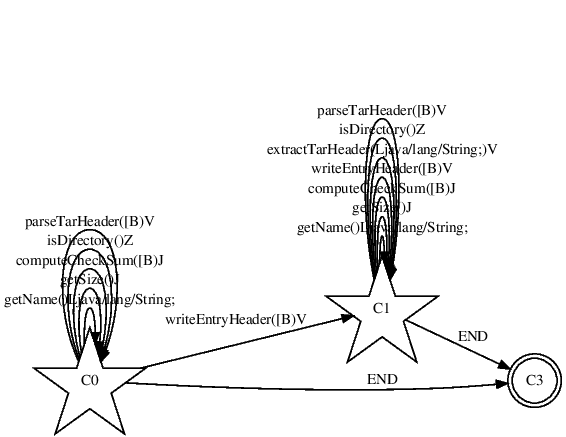 parseTarHeader([B)V
isDirectory()Z
extractTarHeader(Ljava/lang/String;)V
writeEntryHeader([B)V
computeCheckSum([B)J
getSize()J
getName()Ljava/lang/String;
parseTarHeader([B)V
isDirectory()Z
computeCheckSum([B)J
getSize()J
getName()Ljava/lang/String;
writeEntryHeader([B)V
C1
END
C0
END
C3